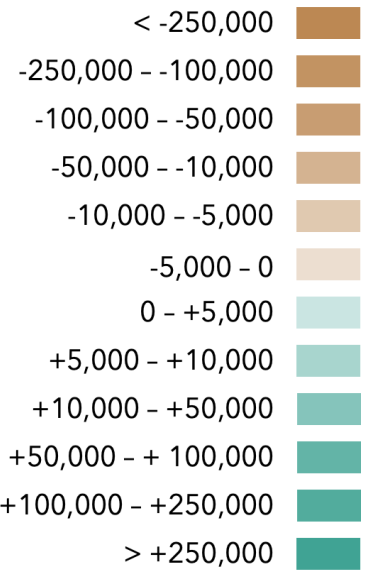 < -250,000
-250,000 – -100,000
-100,000 – -50,000
-50,000 – -10,000
-10,000 – -5,000
-5,000 – 0
0 – +5,000
+5,000 – +10,000
+10,000 – +50,000
+50,000 – + 100,000
+100,000 – +250,000
> +250,000